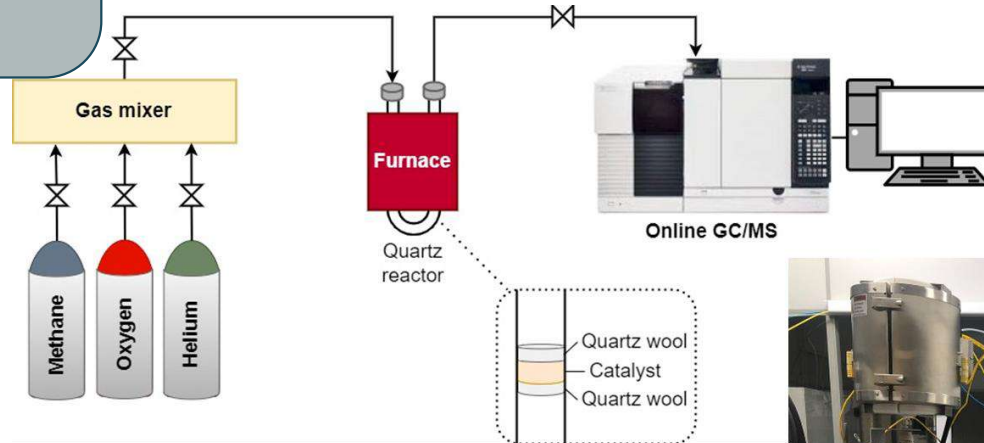 Gas mixer
Furnace
Quartz
reactor
Online GC/MS
Methane
Oxygen
Helium
Quartz wool
Catalyst
Quartz wool